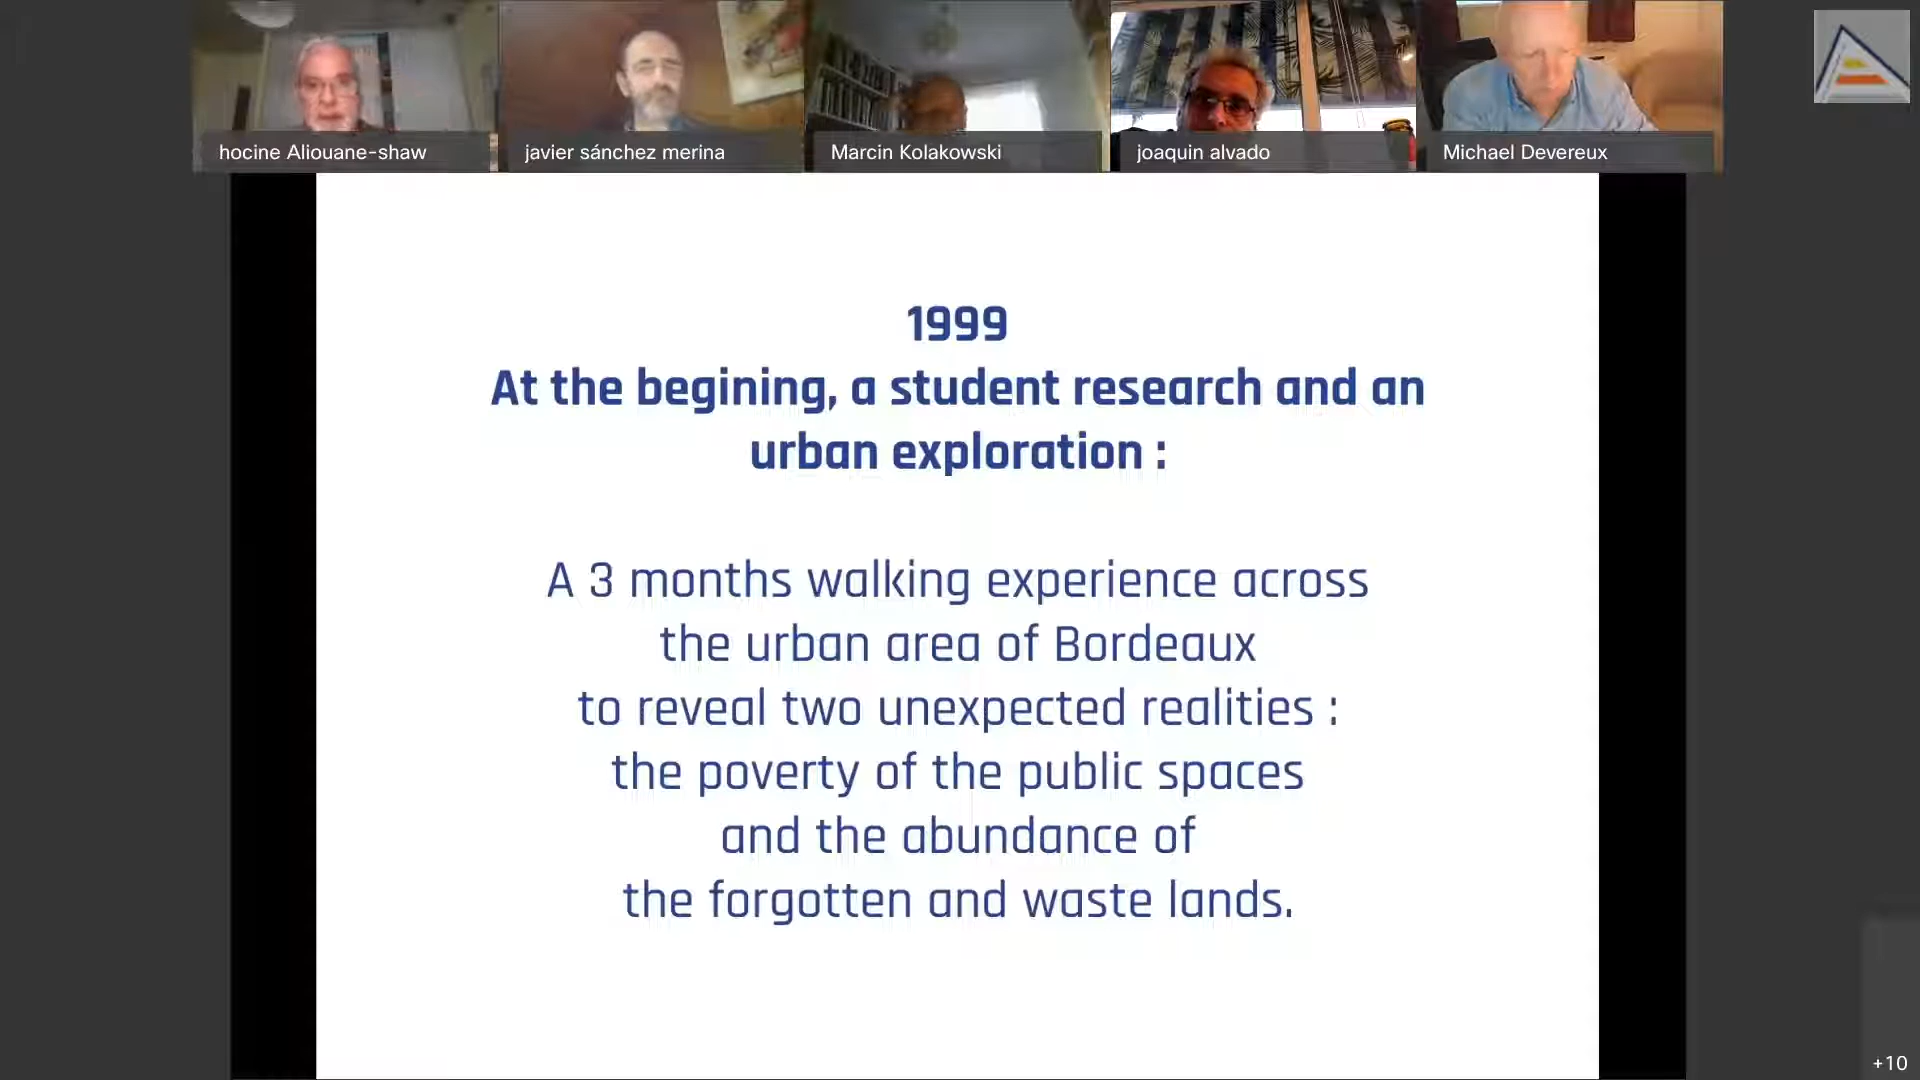 hocine Aliouane-shaw
javier sánchez merina
Marcin Kolakowski
joaquin alvado
Michael Devereux
1999
At the begining, a student research and an
urban exploration :
A 3 months walking experience across
the urban area of Bordeaux
to reveal two unexpected realities :
the poverty of the public spaces
and the abundance of
the forgotten and waste lands.
+10